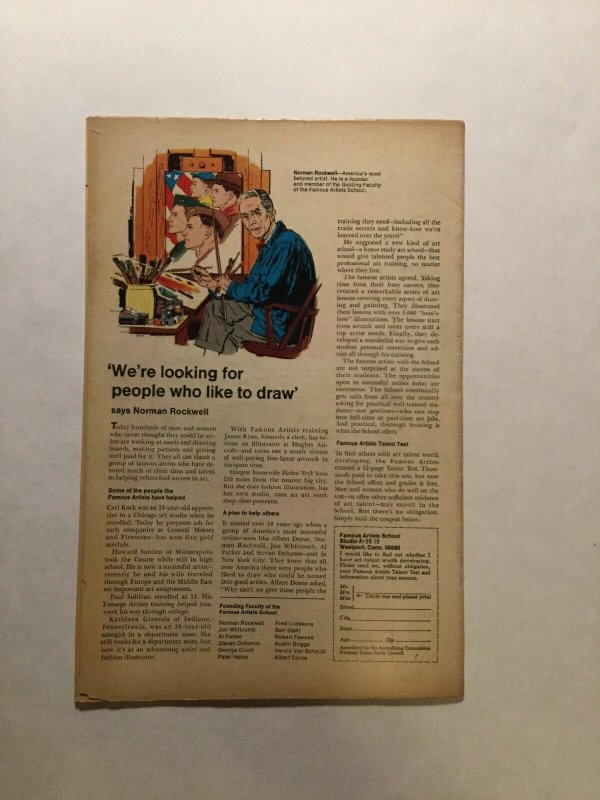 Norman Rockwell—America's most
beloved artist. He is a founder
and member of the Guiding Faculty
of the Famous Artists School.
'We're looking for
people who like to draw'
says Norman Rockwell
Today hundreds of men and women
who never thought they could be art-
ists are working at easels and drawing
boards, making pictures and getting
well paid for it. They all can thank a
group of famous artists who have de-
voted much of their time and talent
to helping others find success in art.
Some of the people the
Famous Artists have helped
Carl Kock was an 18-year-old appren-
tice in a Chicago art studio when he
enrolled. Today he prepares ads for
such companies as General Motors
and Firestone—has won five gold
medals.
Howard Sarden of Minneapolis
took the Course while still in high
school. He is now a successful artist—
recently he and his wife traveled
through Europe and the Middle East
on important art assignments.
Paul Sullivan enrolled at 14. His
Famous Artists training helped him
work his way through college.
Kathleen Gironda of Indiana,
Pennsylvania, was an 18-year-old
salesgirl in a department store. She
still works for a department store, but
now it's as an advertising artist and
fashion illustrator.
With Famous Artists training
James Ryan, formerly a clerk, has be-
come an Illustrator at Hughes Air-
craft—and turns out a steady stream
of well-paying free-lance artwork in
his spare time.
Oregon housewife Helen Bryk lives
250 miles from the nearest big city.
But she does fashion illustration, has
her own studio, runs an art work
shop, does portraits.
A plan to help others
It started over 18 years ago when a
group of America's most successful
artists—men like Albert Dorne, Nor-
man Rockwell, Jon Whitcomb, Al
Parker and Stevan Dohanos—met in
New York City. They knew that all
over America there were people who
liked to draw who could be turned
into good artists. Albert Dorne asked,
"Why can't we give these people the
Founding Faculty of the
Famous Artists School
Norman Rockwell
Jon Whitcomb
Al Parker
Stevan Dohanos
George Giusti
Peter Helck
Fred Ludekens
Ben Stahl
Robert Fawcett
Austin Briggs
Harold Von Schmidt
Albert Dorne
training they need—including all the
trade secrets and know-how we've
learned over the years?"
He suggested a new kind of art
school—a home study art school—that
would give talented people the best
professional art training, no matter
where they live.
The famous artists agreed. Taking
time from their busy careers, they
created a remarkable series of art
lessons covering every aspect of draw-
ing and painting. They illustrated
their lessons with over 5,000 "here's-
how" illustrations. The lessons start
from scratch and cover every skill a
top artist needs. Finally, they de-
veloped a wonderful way to give each
student personal correction and ad-
vice all through his training.
The famous artists with the School
are not surprised at the success of
their students. The opportunities
open to successful artists today are
enormous. The School continually
gets calls from all over the country
asking for practical well-trained stu-
dents—not geniuses—who can step
into full-time or part-time art jobs.
And practical, thorough training is
what the School offers.
Famous Artists Talent Test
To find others with art talent worth
developing, the Famous Artists
created a 12-page Talent Test. Thou-
sands paid to take this test, but now
the School offers and grades it free.
Men and women who do well on the
test—or offer other sufficient evidence
of art talent—may enroll in the
School. But there's no obligation.
Simply mail the coupon below.
Famous Artists School
Studio
Westport, Conn. 06880
I would like to find out whether I
have art talent worth developing.
Please send me, without obligation,
your Famous Artists Talent Test and
information about your courses.
Mr.
Mrs.
Miss Circle one and please print
Street
City
State
Age Zip
Accredited by the Accrediting Commission
National Home Study Council